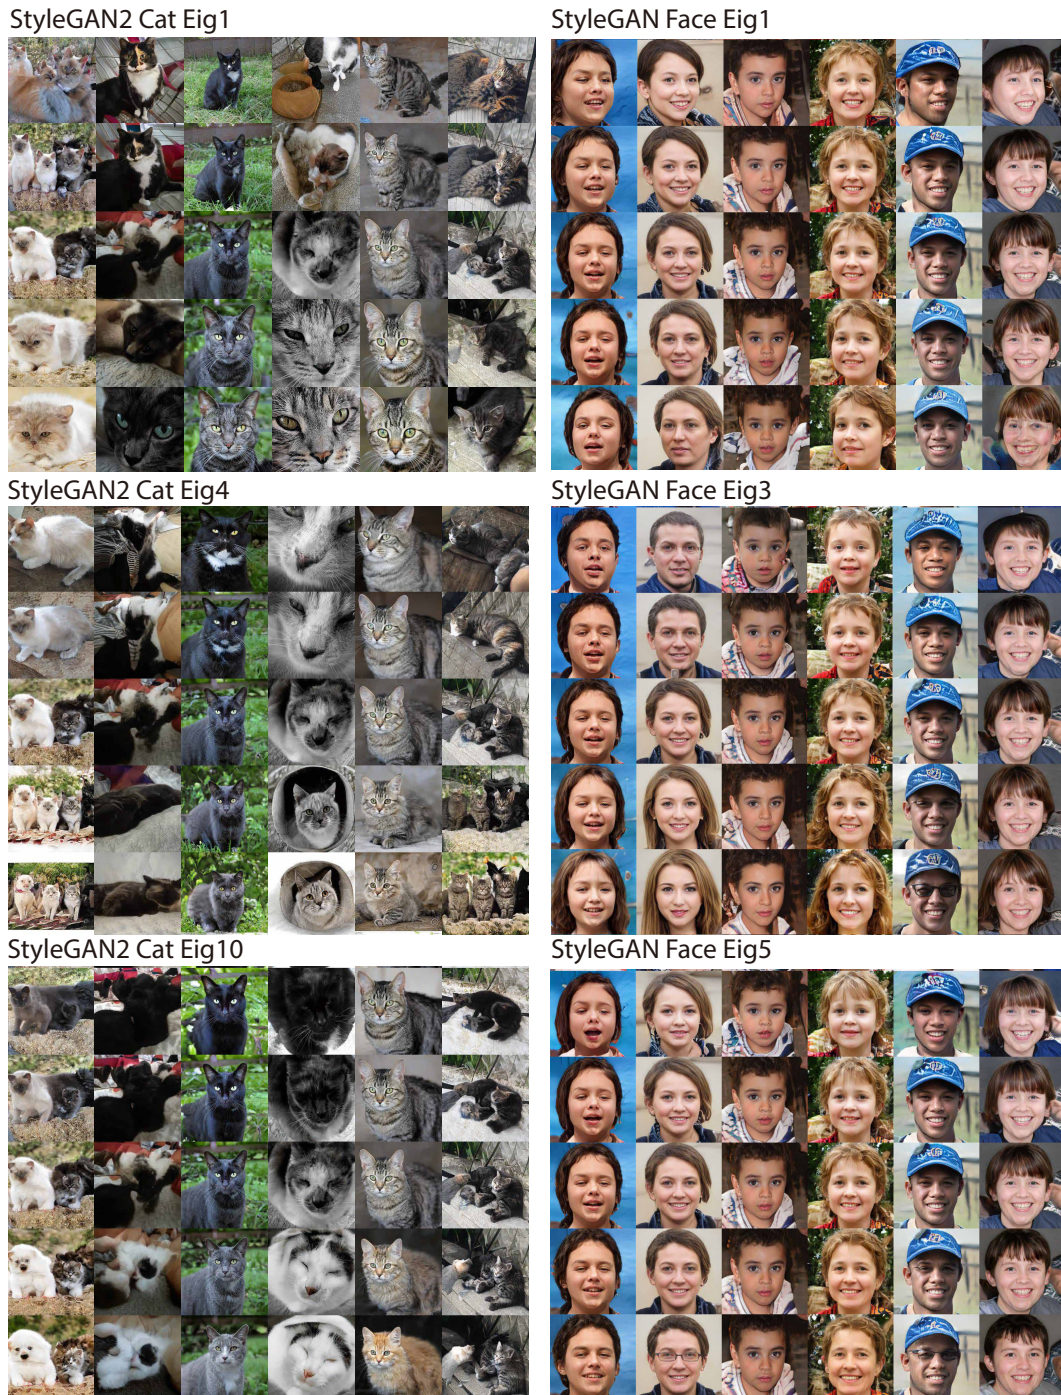 StyleGAN2 Cat Eig1
StyleGAN Face Eig1
StyleGAN2 Cat Eig4
StyleGAN Face Eig3
StyleGAN2 Cat Eig10
StyleGAN Face Eig5